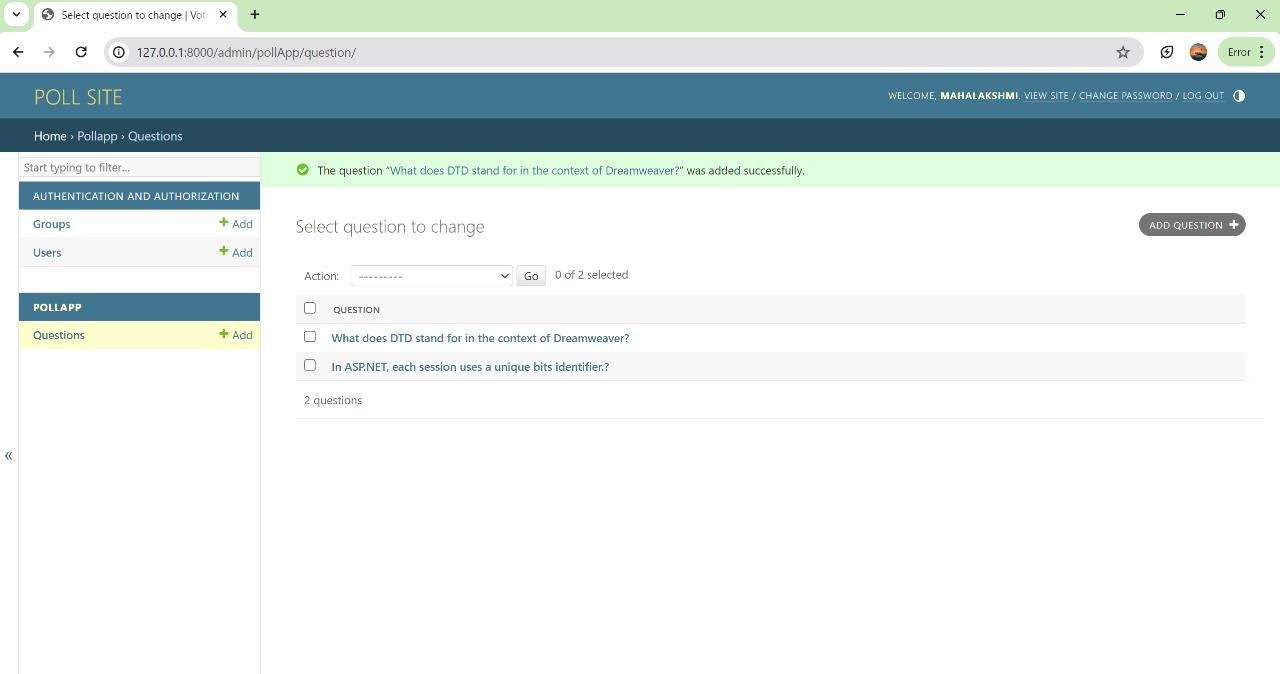 Select question to change | Voti
127.0.0.1:8000/admin/pollApp/question/
Error
POLL SITE
WELCOME, MAHALAKSHMI. VIEW SITE / CHANGE PASSWORD / LOG OUT
Home › Pollapp › Questions
Start typing to filter...
The question “What does DTD stand for in the context of Dreamweaver?” was added successfully.
AUTHENTICATION AND AUTHORIZATION
Groups + Add
Users + Add
POLLAPP
Questions + Add
Select question to change
ADD QUESTION +
Action: --------- Go 0 of 2 selected
QUESTION
What does DTD stand for in the context of Dreamweaver?
In ASP.NET, each session uses a unique bits identifier.?
2 questions
«